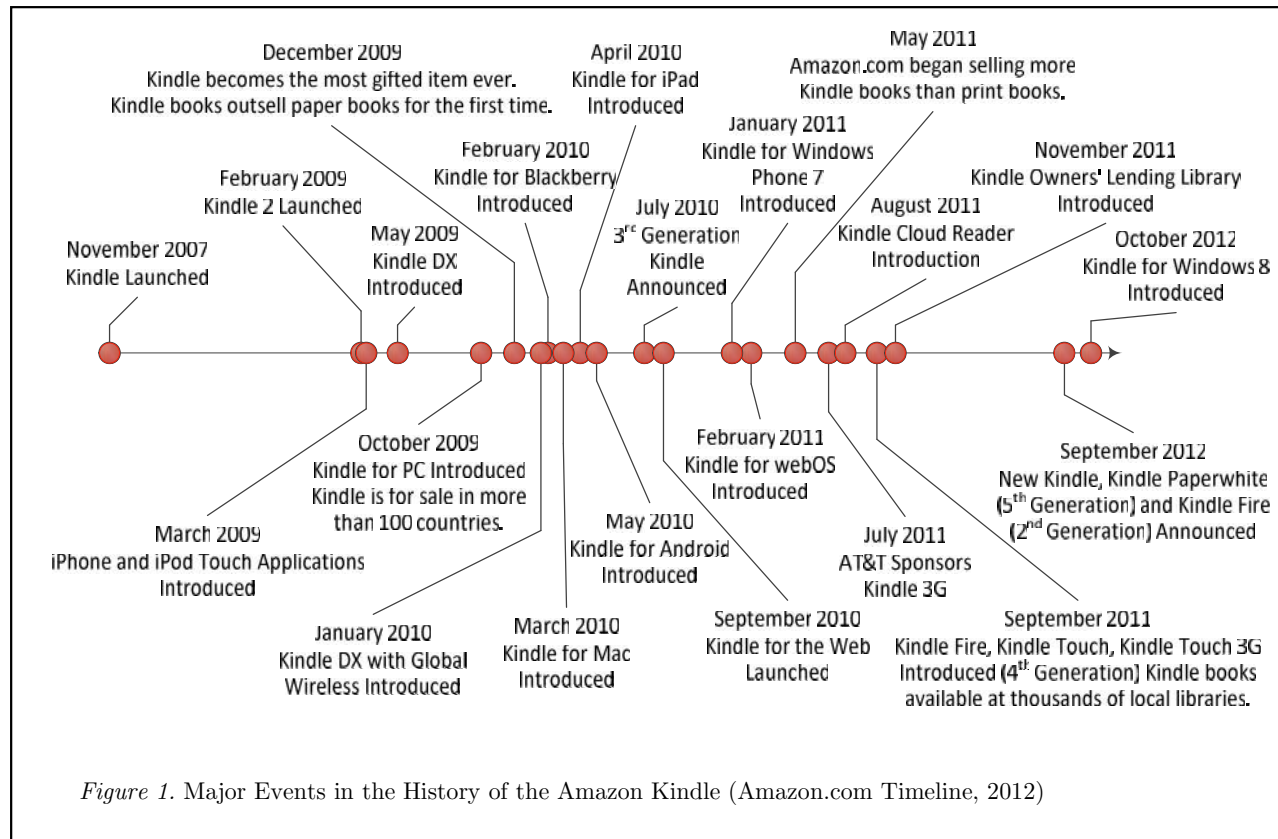 December 2009
Kindle becomes the most gifted item ever.
Kindle books outsell paper books for the first time.
April 2010
Kindle for iPad
Introduced
May 2011
Amazon.com began selling more
Kindle books than print books.
February 2010
Kindle for Blackberry
Introduced
January 2011
Kindle for Windows
Phone 7
Introduced
November 2011
Kindle Owners' Lending Library
Introduced
February 2009
Kindle 2 Launched
July 2010
3rd Generation
Kindle
Announced
August 2011
Kindle Cloud Reader
Introduction
November 2007
Kindle Launched
May 2009
Kindle DX
Introduced
October 2012
Kindle for Windows 8
Introduced
March 2009
iPhone and iPod Touch Applications
Introduced
October 2009
Kindle for PC Introduced
Kindle is for sale in more
than 100 countries.
January 2010
Kindle DX with Global
Wireless Introduced
March 2010
Kindle for Mac
Introduced
May 2010
Kindle for Android
Introduced
September 2010
Kindle for the Web
Launched
February 2011
Kindle for webOS
Introduced
July 2011
AT&T Sponsors
Kindle 3G
September 2011
Kindle Fire, Kindle Touch, Kindle Touch 3G
Introduced (4th Generation) Kindle books
available at thousands of local libraries.
September 2012
New Kindle, Kindle Paperwhite
(5th Generation) and Kindle Fire
(2nd Generation) Announced
Figure 1. Major Events in the History of the Amazon Kindle (Amazon.com Timeline, 2012)